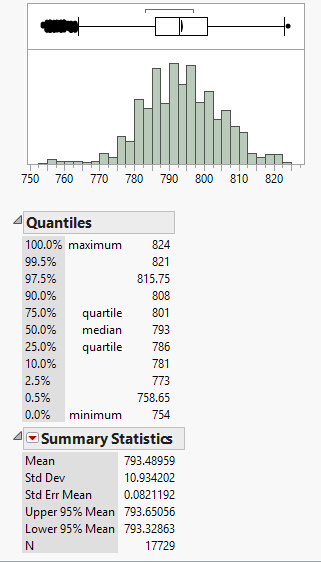 750 760 770 780 790 800 810 820
Quantiles
100.0% maximum 824
99.5% 821
97.5% 815.75
90.0% 808
75.0% quartile 801
50.0% median 793
25.0% quartile 786
10.0% 781
2.5% 773
0.5% 758.65
0.0% minimum 754
Summary Statistics
Mean 793.48959
Std Dev 10.934202
Std Err Mean 0.0821192
Upper 95% Mean 793.65056
Lower 95% Mean 793.32863
N 17729